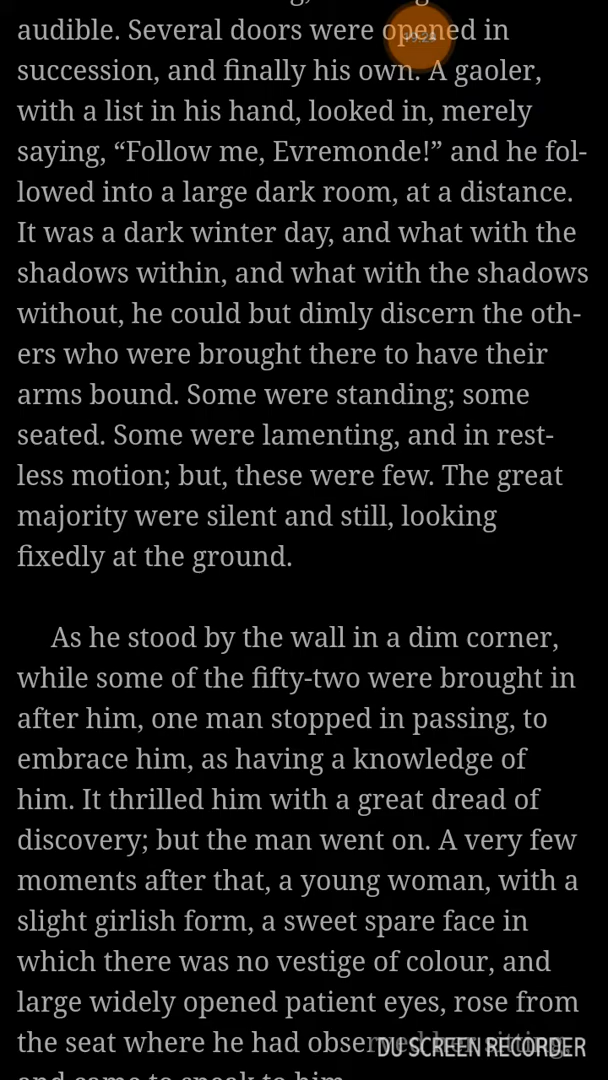 audible. Several doors were opened in
succession, and finally his own. A gaoler,
with a list in his hand, looked in, merely
saying, “Follow me, Evremonde!” and he fol-
lowed into a large dark room, at a distance.
It was a dark winter day, and what with the
shadows within, and what with the shadows
without, he could but dimly discern the oth-
ers who were brought there to have their
arms bound. Some were standing; some
seated. Some were lamenting, and in rest-
less motion; but, these were few. The great
majority were silent and still, looking
fixedly at the ground.
As he stood by the wall in a dim corner,
while some of the fifty-two were brought in
after him, one man stopped in passing, to
embrace him, as having a knowledge of
him. It thrilled him with a great dread of
discovery; but the man went on. A very few
moments after that, a young woman, with a
slight girlish form, a sweet spare face in
which there was no vestige of colour, and
large widely opened patient eyes, rose from
the seat where he had observed her sitting,
and came to speak to him.
DU SCREEN RECORDER